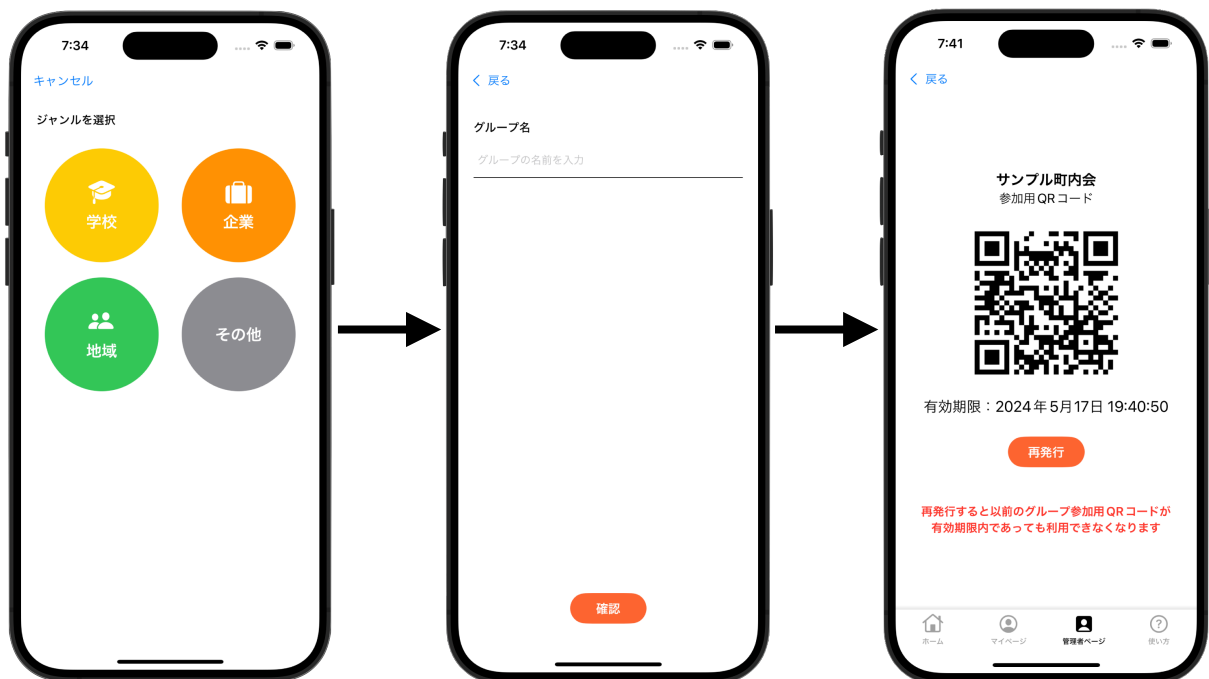 7:34
キャンセル
ジャンルを選択
学校
企業
地域
その他
7:34
戻る
グループ名
グループの名前を入力
確認
7:41
戻る
サンプル町内会
参加用QRコード
有効期限：2024年5月17日 19:40:50
再発行
再発行すると以前のグループ参加用QRコードが
有効期限内であっても利用できなくなります
ホーム
マイページ
管理者ページ
使い方